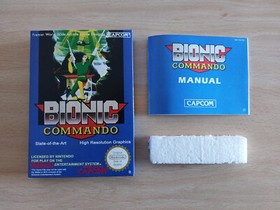 CAPCOM
BIONIC
COMMANDO
State-of-the-Art High Resolution Graphics
LICENSED BY NINTENDO
FOR PLAY ON THE
ENTERTAINMENT SYSTEM
BIONIC
COMMANDO
MANUAL
CAPCOM